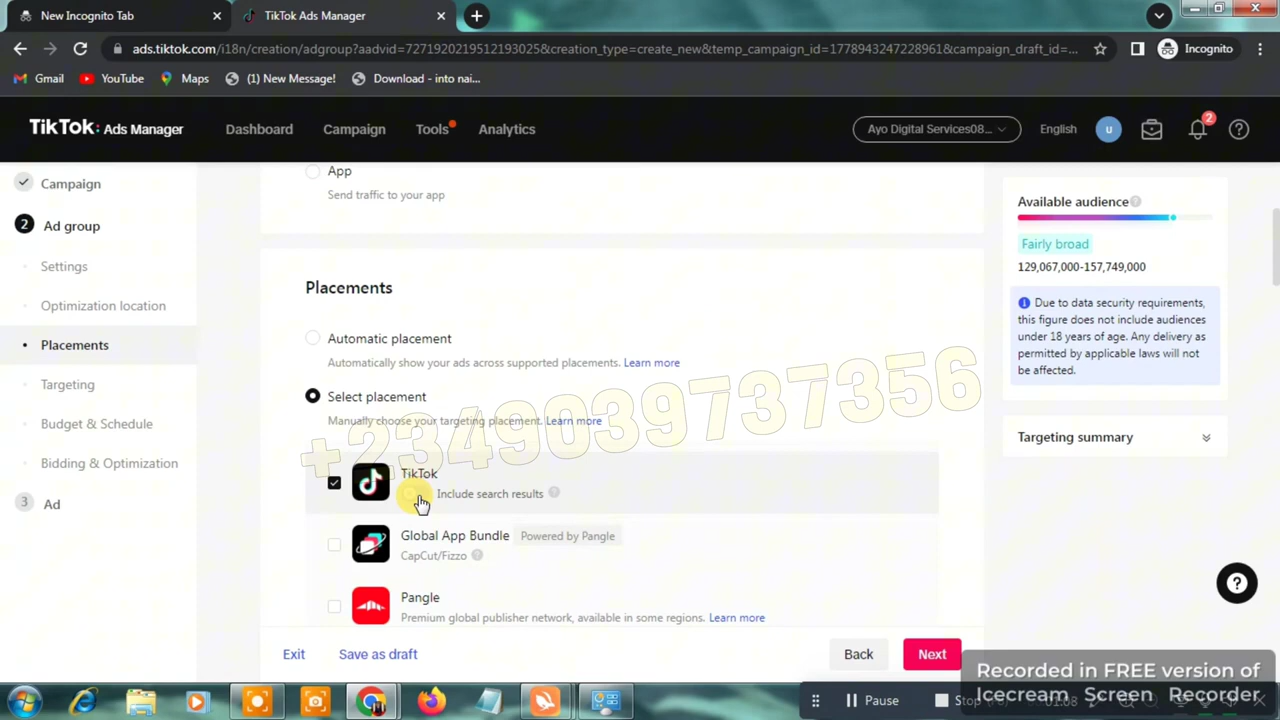 New Incognito Tab
TikTok Ads Manager
ads.tiktok.com/i18n/creation/adgroup?aadvid=7271920219512193025&creation_type=create_new&temp_campaign_id=1778943247228961&campaign_draft_id=...
Incognito
Gmail
YouTube
Maps
(1) New Message!
Download - into nai...
TikTok: Ads Manager
Dashboard
Campaign
Tools
Analytics
Ayo Digital Services08...
English
u
2
Campaign
2 Ad group
Settings
Optimization location
Placements
Targeting
Budget & Schedule
Bidding & Optimization
3 Ad
App
Send traffic to your app
Placements
Automatic placement
Automatically show your ads across supported placements. Learn more
Select placement
Manually choose your targeting placement. Learn more
+2349039737356
TikTok
Include search results
Global App Bundle Powered by Pangle
CapCut/Fizzo
Pangle
Premium global publisher network, available in some regions. Learn more
Exit
Save as draft
Back
Next
Available audience
Fairly broad
129,067,000-157,749,000
Due to data security requirements,
this figure does not include audiences
under 18 years of age. Any delivery as
permitted by applicable laws will not
be affected.
Targeting summary
Recorded in FREE version of
Icecream Screen Recorder
Pause